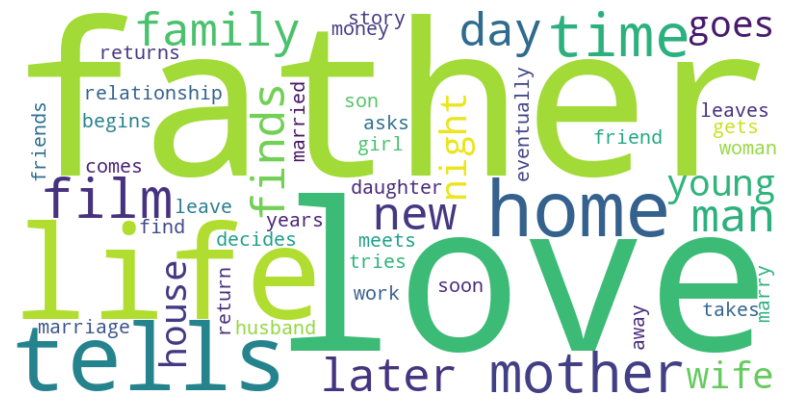 father
family
story
money
day
time
goes
returns
relationship
begins
friends
comes
finds
married
son
asks
girl
night
eventually
friend
leaves
gets
woman
film
leave
find
decides
years
daughter
new
meets
tries
home
young
man
life
love
house
return
husband
work
soon
away
takes
marry
marriage
tells
later
mother
wife